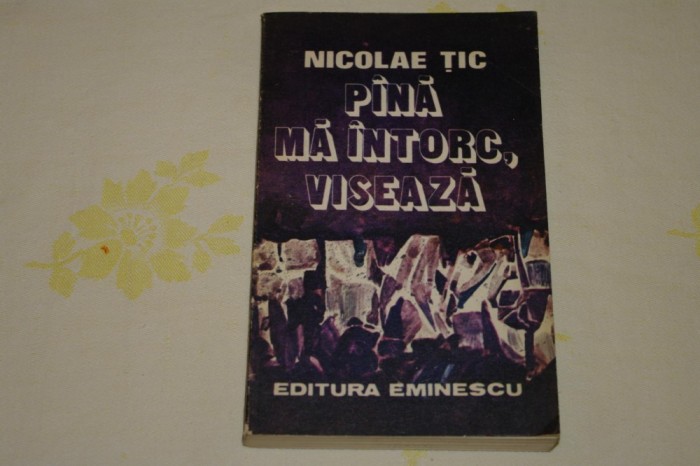 NICOLAE ȚIC
PÎNĂ
MĂ ÎNTORC,
VISEAZĂ
EDITURA EMINESCU